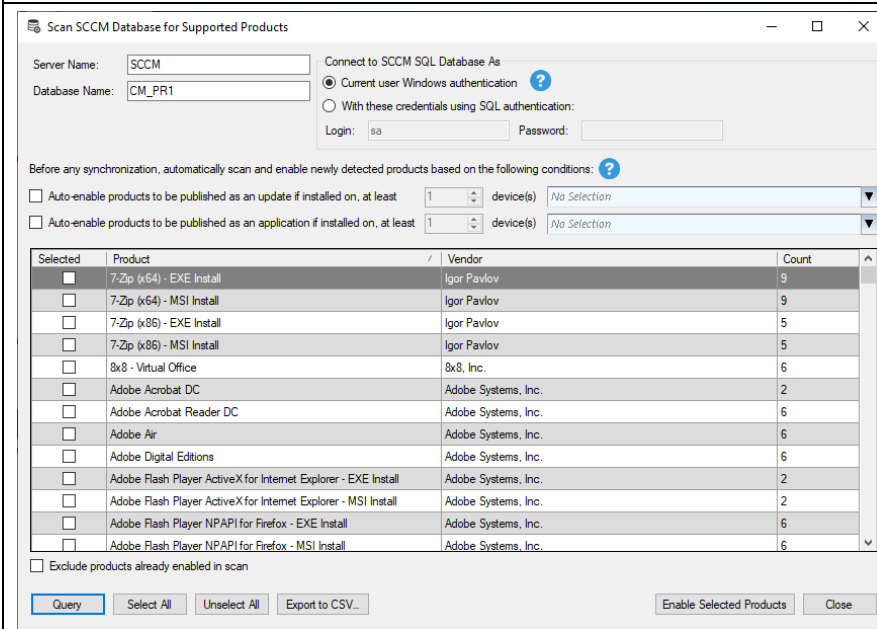 Scan SCCM Database for Supported Products
Server Name: SCCM
Database Name: CM_PR1
Connect to SCCM SQL Database As
Current user Windows authentication ?
With these credentials using SQL authentication:
Login: sa Password:
Before any synchronization, automatically scan and enable newly detected products based on the following conditions: ?
Auto-enable products to be published as an update if installed on, at least 1 device(s) No Selection
Auto-enable products to be published as an application if installed on, at least 1 device(s) No Selection
Selected Product Vendor Count
7-Zip (x64) - EXE Install Igor Pavlov 9
7-Zip (x64) - MSI Install Igor Pavlov 9
7-Zip (x86) - EXE Install Igor Pavlov 5
7-Zip (x86) - MSI Install Igor Pavlov 5
8x8 - Virtual Office 8x8, Inc. 6
Adobe Acrobat DC Adobe Systems, Inc. 2
Adobe Acrobat Reader DC Adobe Systems, Inc. 6
Adobe Air Adobe Systems, Inc. 6
Adobe Digital Editions Adobe Systems, Inc. 6
Adobe Flash Player ActiveX for Internet Explorer - EXE Install Adobe Systems, Inc. 2
Adobe Flash Player ActiveX for Internet Explorer - MSI Install Adobe Systems, Inc. 2
Adobe Flash Player NPAPI for Firefox - EXE Install Adobe Systems, Inc. 6
Adobe Flash Player NPAPI for Firefox - MSI Install Adobe Systems, Inc. 6
Exclude products already enabled in scan
Query Select All Unselect All Export to CSV... Enable Selected Products Close